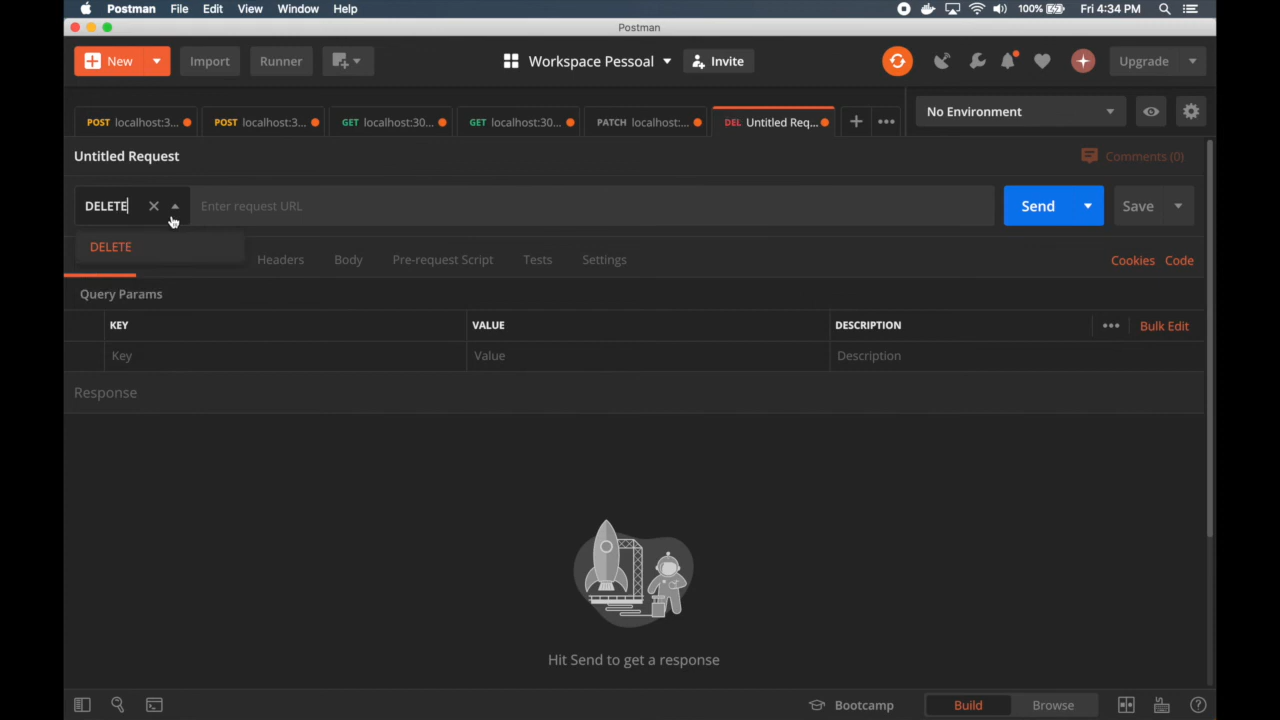 Postman File Edit View Window Help 100% Fri 4:34 PM
Postman
New Import Runner Workspace Pessoal Invite Upgrade
POST localhost:3... POST localhost:3... GET localhost:30... GET localhost:30... PATCH localhost:... DEL Untitled Req... No Environment
Untitled Request Comments (0)
DELETE Enter request URL Send Save
DELETE
Headers Body Pre-request Script Tests Settings Cookies Code
Query Params
KEY VALUE DESCRIPTION Bulk Edit
Key Value Description
Response
Hit Send to get a response
Bootcamp Build Browse